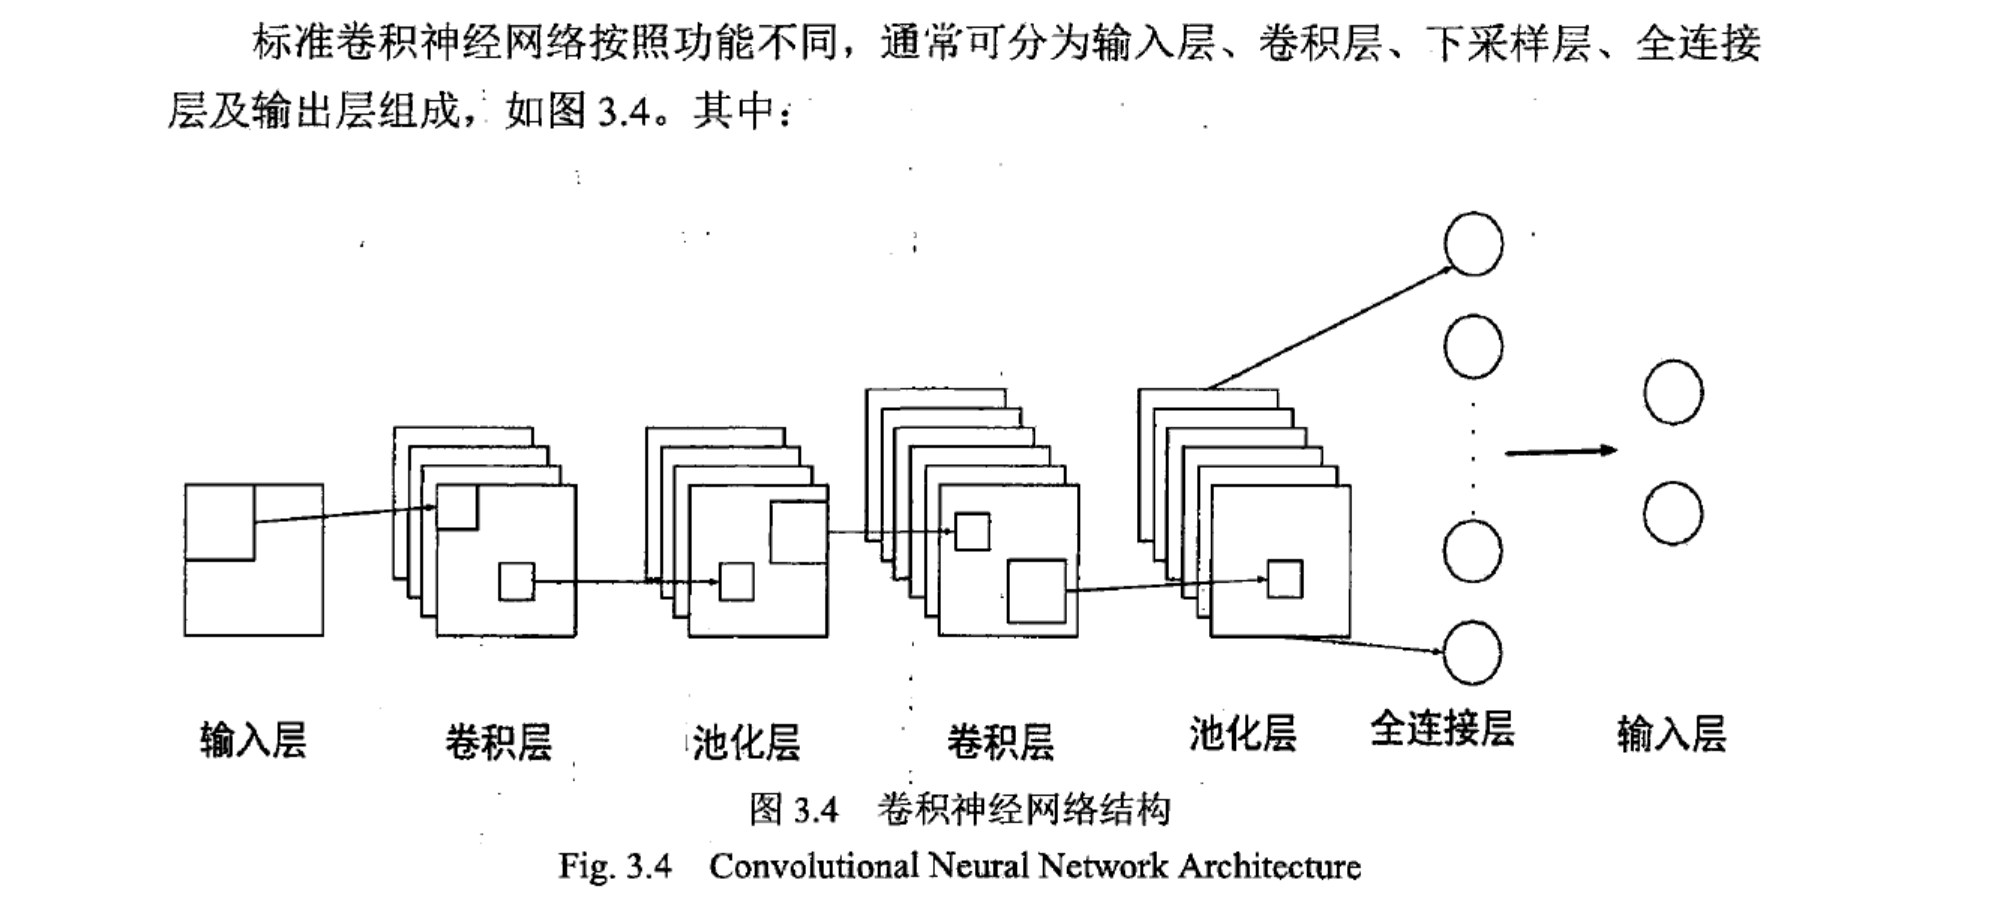 标准卷积神经网络按照功能不同，通常可分为输入层、卷积层、下采样层、全连接
层及输出层组成，如图 3.4。其中：
输入层 卷积层 池化层 卷积层 池化层 全连接层 输入层
图 3.4 卷积神经网络结构
Fig. 3.4 Convolutional Neural Network Architecture